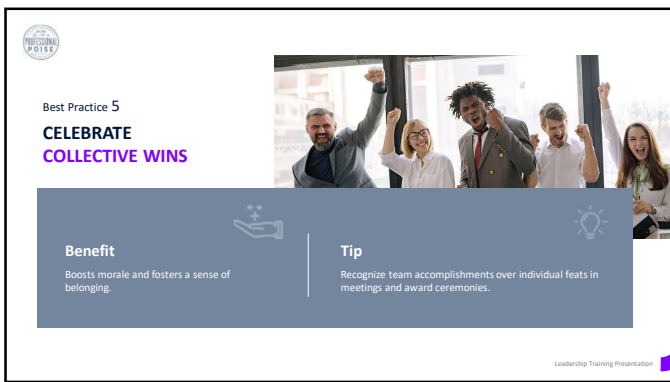 PROFESSIONAL
POISE
Best Practice 5
CELEBRATE
COLLECTIVE WINS
Benefit
Boosts morale and fosters a sense of
belonging.
Tip
Recognize team accomplishments over individual feats in
meetings and award ceremonies.
Leadership Training Presentation